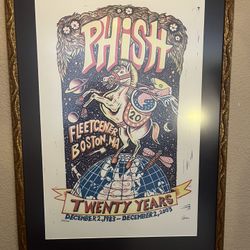 PHISH
20
FLEETCENTER
BOSTON, MA
TWENTY YEARS
DECEMBER 2, 1983 – DECEMBER 2, 2003